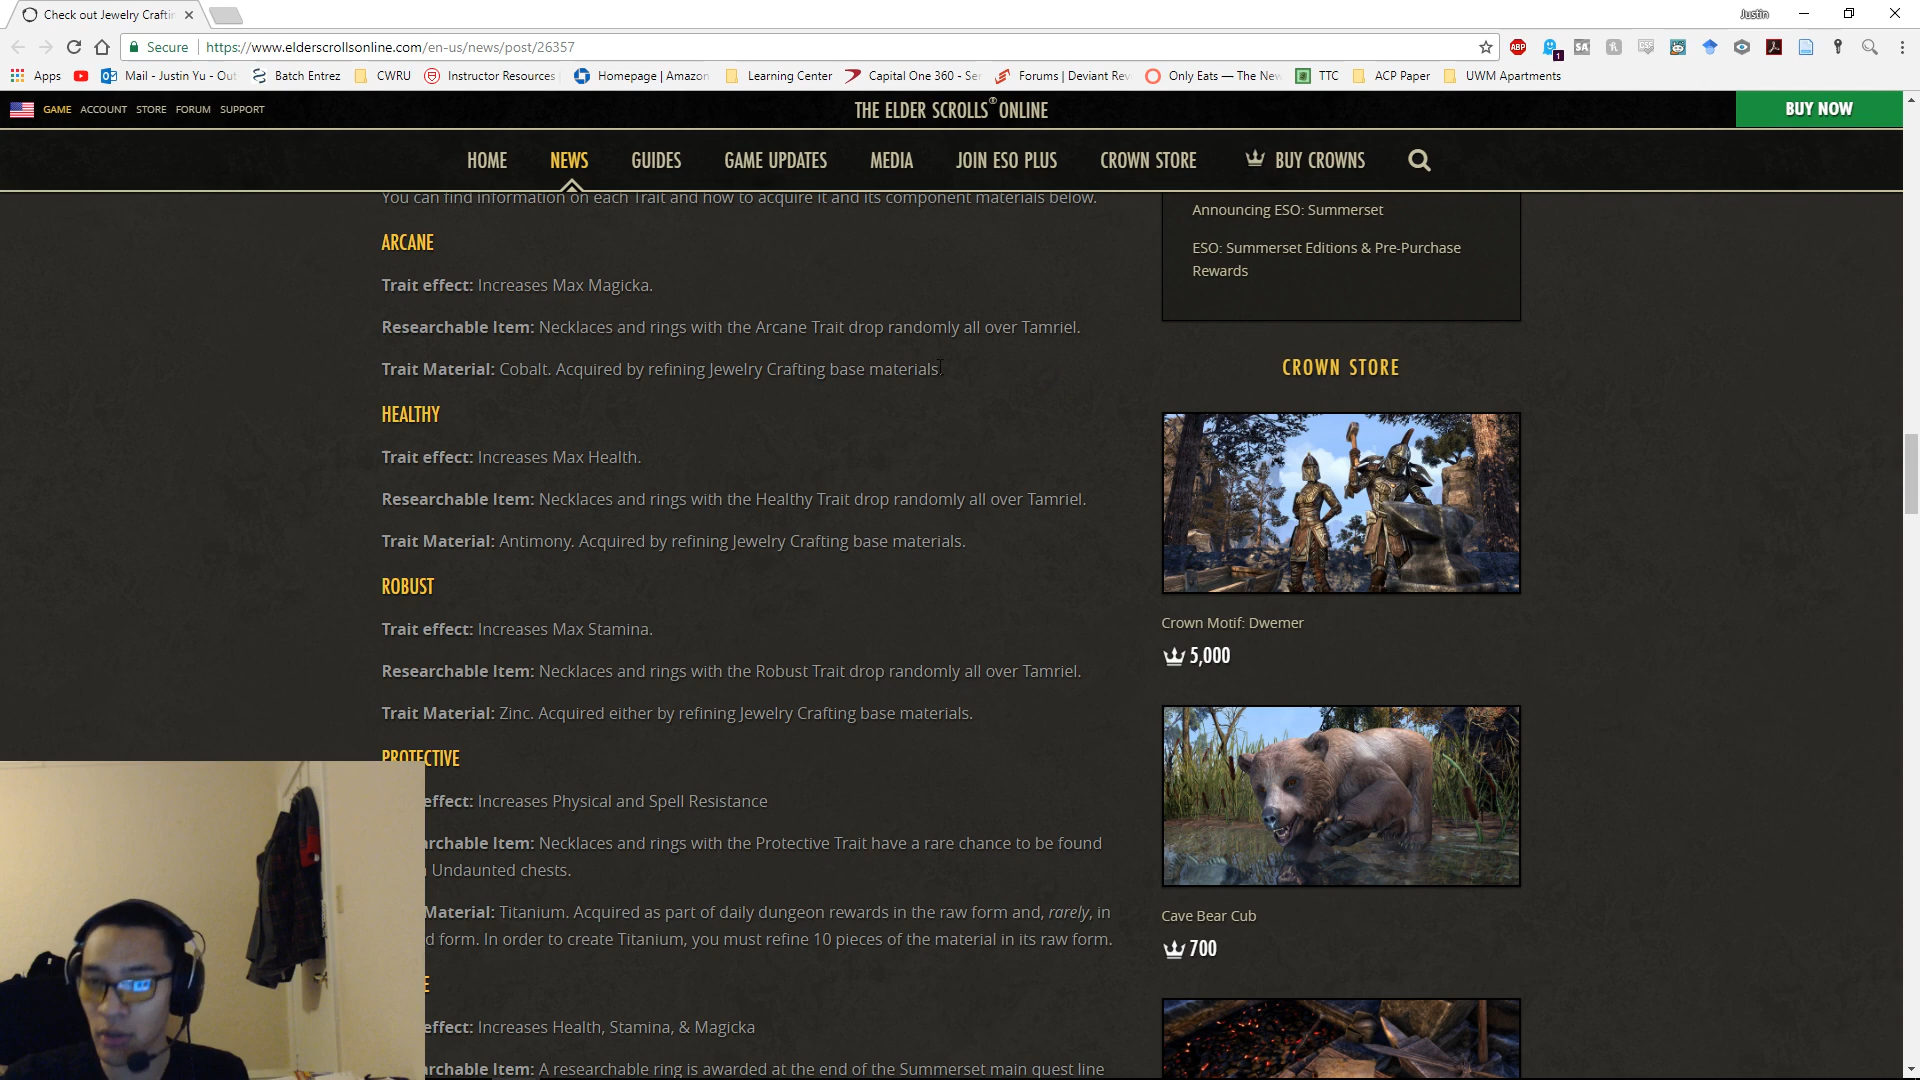 Check out Jewelry Craftin
Justin
Secure
https://www.elderscrollsonline.com/en-us/news/post/26357
ABP
1
SA
CSS
Apps
Mail - Justin Yu - Out
Batch Entrez
CWRU
Instructor Resources
Homepage | Amazon
Learning Center
Capital One 360 - Se
Forums | Deviant Rev
Only Eats — The New
TTC
ACP Paper
UWM Apartments
GAME ACCOUNT STORE FORUM SUPPORT
THE ELDER SCROLLS® ONLINE
BUY NOW
HOME NEWS GUIDES GAME UPDATES MEDIA JOIN ESO PLUS CROWN STORE BUY CROWNS
You can find information on each Trait and how to acquire it and its component materials below.
ARCANE
Trait effect: Increases Max Magicka.
Researchable Item: Necklaces and rings with the Arcane Trait drop randomly all over Tamriel.
Trait Material: Cobalt. Acquired by refining Jewelry Crafting base materials.
HEALTHY
Trait effect: Increases Max Health.
Researchable Item: Necklaces and rings with the Healthy Trait drop randomly all over Tamriel.
Trait Material: Antimony. Acquired by refining Jewelry Crafting base materials.
ROBUST
Trait effect: Increases Max Stamina.
Researchable Item: Necklaces and rings with the Robust Trait drop randomly all over Tamriel.
Trait Material: Zinc. Acquired either by refining Jewelry Crafting base materials.
PROTECTIVE
effect: Increases Physical and Spell Resistance
rchable Item: Necklaces and rings with the Protective Trait have a rare chance to be found
Undaunted chests.
Material: Titanium. Acquired as part of daily dungeon rewards in the raw form and, rarely, in
d form. In order to create Titanium, you must refine 10 pieces of the material in its raw form.
E
effect: Increases Health, Stamina, & Magicka
rchable Item: A researchable ring is awarded at the end of the Summerset main quest line
Announcing ESO: Summerset
ESO: Summerset Editions & Pre-Purchase
Rewards
CROWN STORE
Crown Motif: Dwemer
5,000
Cave Bear Cub
700